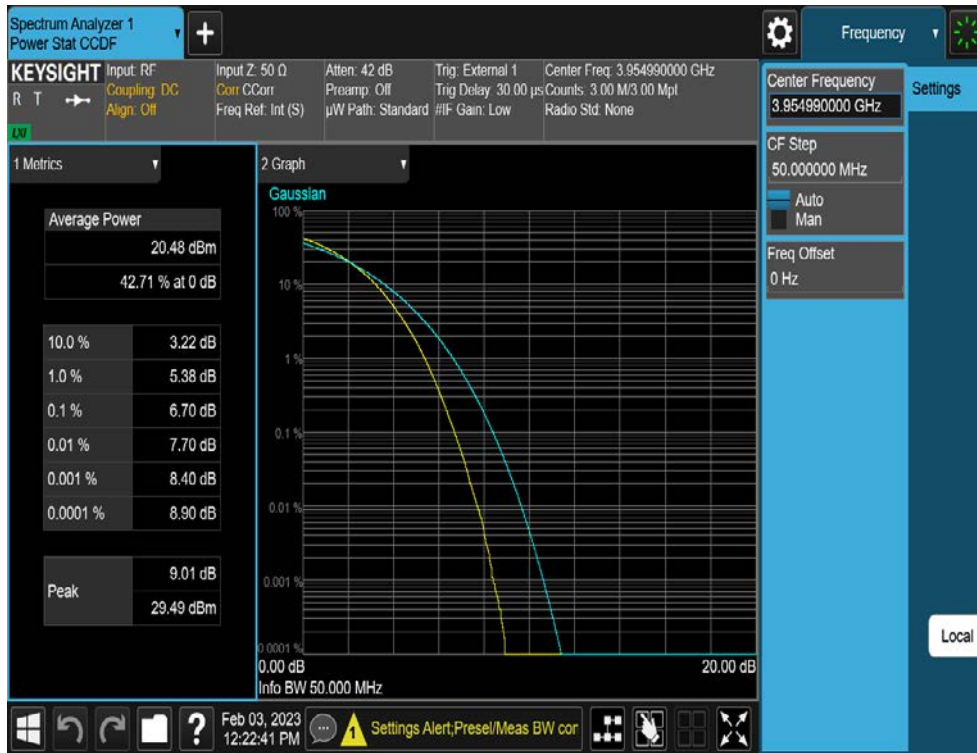 Spectrum Analyzer 1
Power Stat CCDF
+
Frequency
KEYSIGHT
R T
LXI
Input: RF
Coupling: DC
Align: Off
Input Z: 50 Ω
Corr CCorr
Freq Ref: Int (S)
Atten: 42 dB
Preamp: Off
µW Path: Standard
Trig: External 1
Trig Delay: 30.00 µs
#IF Gain: Low
Center Freq: 3.954990000 GHz
Counts: 3.00 M/3.00 Mpt
Radio Std: None
Center Frequency
3.954990000 GHz
Settings
CF Step
50.000000 MHz
Auto
Man
Freq Offset
0 Hz
Local
1 Metrics
Average Power
20.48 dBm
42.71 % at 0 dB
10.0 % 3.22 dB
1.0 % 5.38 dB
0.1 % 6.70 dB
0.01 % 7.70 dB
0.001 % 8.40 dB
0.0001 % 8.90 dB
Peak
9.01 dB
29.49 dBm
2 Graph
Gaussian
100 %
10 %
1 %
0.1 %
0.01 %
0.001 %
0.0001 %
0.00 dB 20.00 dB
Info BW 50.000 MHz
?
Feb 03, 2023
12:22:41 PM
1
Settings Alert;Presel/Meas BW cor